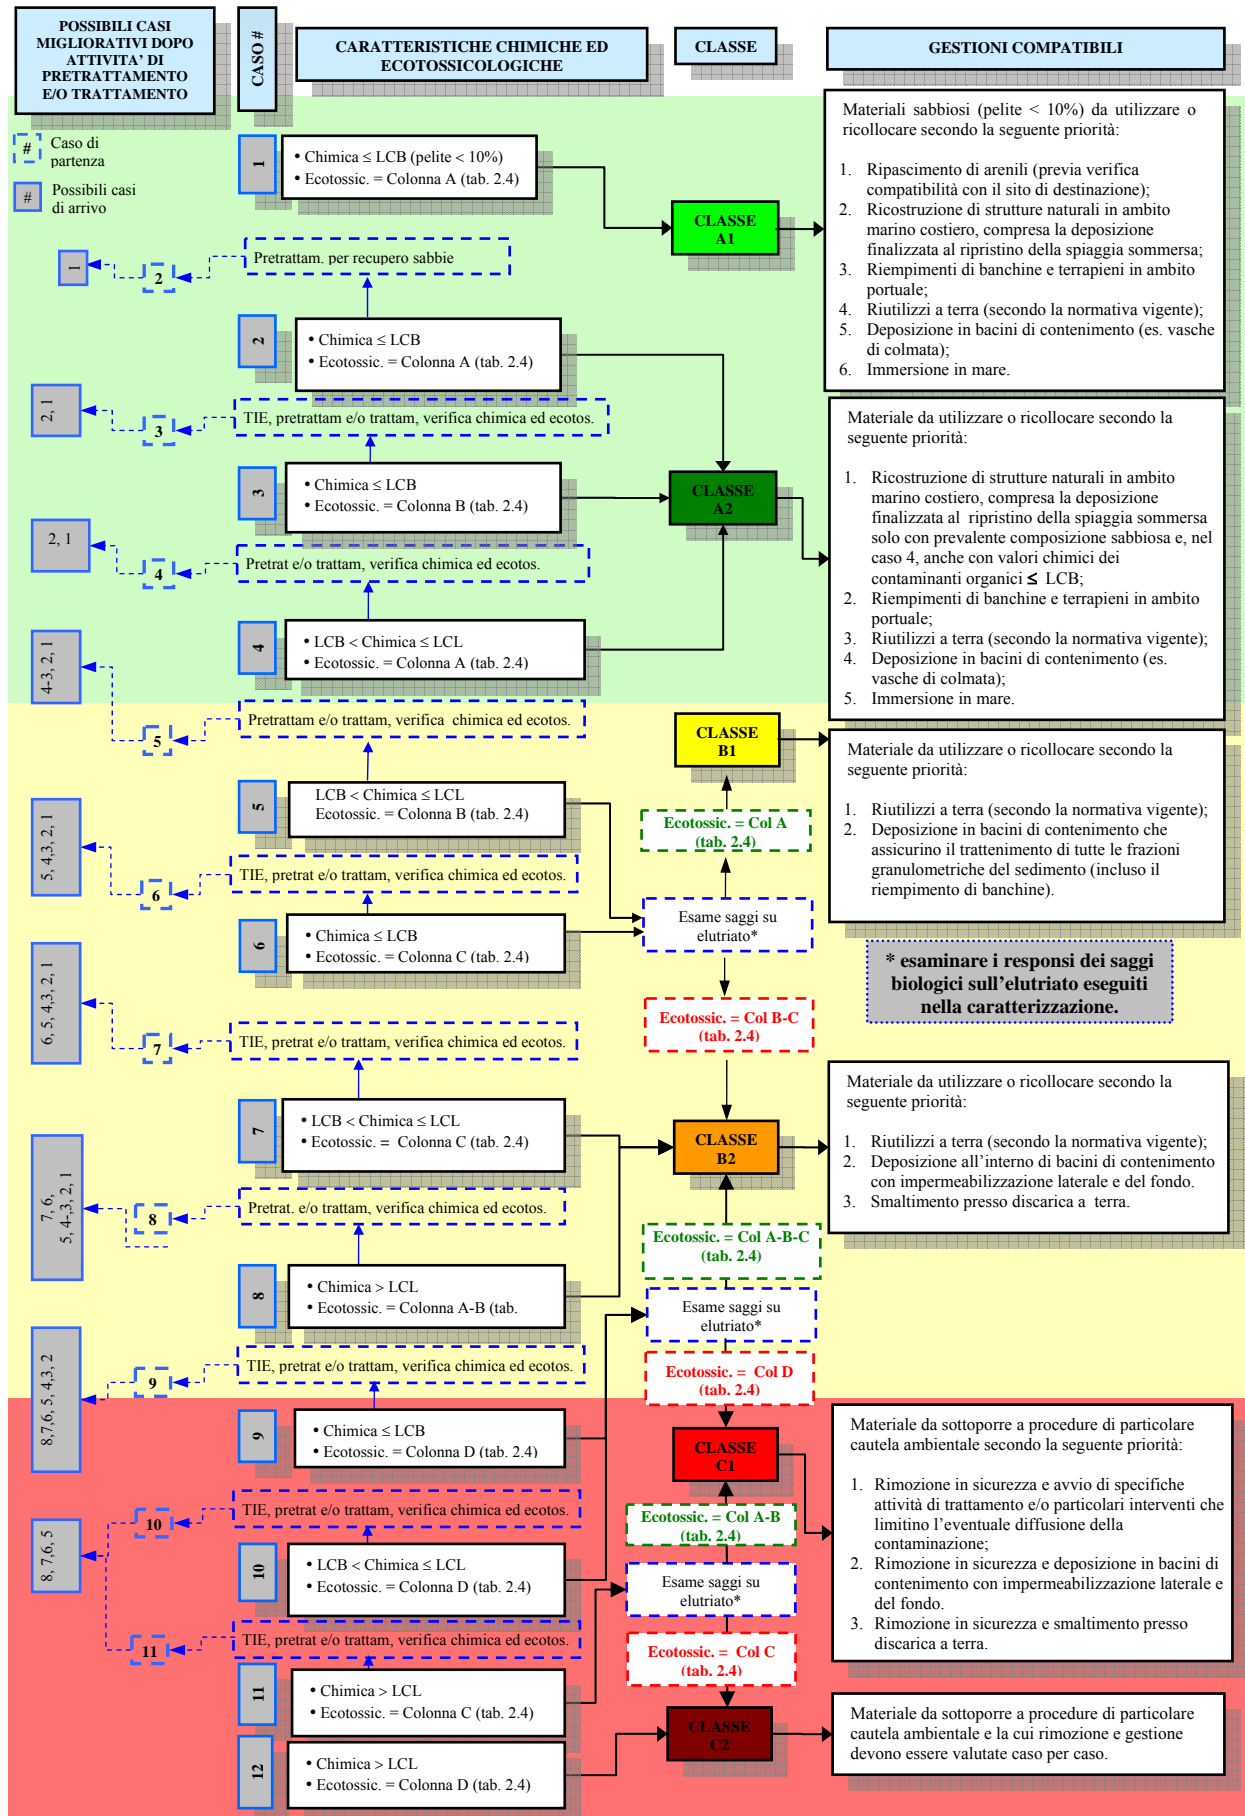 POSSIBILI CASI
MIGLIORATIVI DOPO
ATTIVITA' DI
PRETRATTAMENTO
E/O TRATTAMENTO
CASO #
CARATTERISTICHE CHIMICHE ED
ECOTOSSICOLOGICHE
CLASSE
GESTIONI COMPATIBILI
# Caso di
partenza
# Possibili casi
di arrivo
1
• Chimica ≤ LCB (pelite < 10%)
• Ecotossic. = Colonna A (tab. 2.4)
CLASSE
A1
Materiali sabbiosi (pelite < 10%) da utilizzare o
ricollocare secondo la seguente priorità:
1. Ripascimento di arenili (previa verifica
compatibilità con il sito di destinazione);
2. Ricostruzione di strutture naturali in ambito
marino costiero, compresa la deposizione
finalizzata al ripristino della spiaggia sommersa;
3. Riempimenti di banchine e terrapieni in ambito
portuale;
4. Riutilizzi a terra (secondo la normativa vigente);
5. Deposizione in bacini di contenimento (es. vasche
di colmata);
6. Immersione in mare.
1
2
Pretrattam. per recupero sabbie
2
• Chimica ≤ LCB
• Ecotossic. = Colonna A (tab. 2.4)
2, 1
3
TIE, pretrattam e/o trattam, verifica chimica ed ecotos.
3
• Chimica ≤ LCB
• Ecotossic. = Colonna B (tab. 2.4)
CLASSE
A2
Materiale da utilizzare o ricollocare secondo la
seguente priorità:
1. Ricostruzione di strutture naturali in ambito
marino costiero, compresa la deposizione
finalizzata al ripristino della spiaggia sommersa
solo con prevalente composizione sabbiosa e, nel
caso 4, anche con valori chimici dei
contaminanti organici ≤ LCB;
2. Riempimenti di banchine e terrapieni in ambito
portuale;
3. Riutilizzi a terra (secondo la normativa vigente);
4. Deposizione in bacini di contenimento (es.
vasche di colmata);
5. Immersione in mare.
2, 1
4
Pretrat e/o trattam, verifica chimica ed ecotos.
4
• LCB < Chimica ≤ LCL
• Ecotossic. = Colonna A (tab. 2.4)
4-3, 2, 1
5
Pretrattam e/o trattam, verifica chimica ed ecotos.
5
LCB < Chimica ≤ LCL
Ecotossic. = Colonna B (tab. 2.4)
CLASSE
B1
Materiale da utilizzare o ricollocare secondo la
seguente priorità:
1. Riutilizzi a terra (secondo la normativa vigente);
2. Deposizione in bacini di contenimento che
assicurino il trattenimento di tutte le frazioni
granulometriche del sedimento (incluso il
riempimento di banchine).
Ecotossic. = Col A
(tab. 2.4)
5, 4,3, 2, 1
6
TIE, pretrat e/o trattam, verifica chimica ed ecotos.
6
• Chimica ≤ LCB
• Ecotossic. = Colonna C (tab. 2.4)
Esame saggi su
elutriato*
* esaminare i responsi dei saggi
biologici sull'elutriato eseguiti
nella caratterizzazione.
Ecotossic. = Col B-C
(tab. 2.4)
6, 5, 4,3, 2, 1
7
TIE, pretrat e/o trattam, verifica chimica ed ecotos.
7
• LCB < Chimica ≤ LCL
• Ecotossic. = Colonna C (tab. 2.4)
CLASSE
B2
Materiale da utilizzare o ricollocare secondo la
seguente priorità:
1. Riutilizzi a terra (secondo la normativa vigente);
2. Deposizione all'interno di bacini di contenimento
con impermeabilizzazione laterale e del fondo.
3. Smaltimento presso discarica a terra.
7, 6,
5, 4-,3, 2, 1
8
Pretrat. e/o trattam, verifica chimica ed ecotos.
Ecotossic. = Col A-B-C
(tab. 2.4)
8
• Chimica > LCL
• Ecotossic. = Colonna A-B (tab.
Esame saggi su
elutriato*
8,7,6, 5, 4,3, 2
9
TIE, pretrat e/o trattam, verifica chimica ed ecotos.
Ecotossic. = Col D
(tab. 2.4)
9
• Chimica ≤ LCB
• Ecotossic. = Colonna D (tab. 2.4)
CLASSE
C1
Materiale da sottoporre a procedure di particolare
cautela ambientale secondo la seguente priorità:
1. Rimozione in sicurezza e avvio di specifiche
attività di trattamento e/o particolari interventi che
limitino l'eventuale diffusione della
contaminazione;
2. Rimozione in sicurezza e deposizione in bacini di
contenimento con impermeabilizzazione laterale e
del fondo.
3. Rimozione in sicurezza e smaltimento presso
discarica a terra.
8, 7,6, 5
10
TIE, pretrat e/o trattam, verifica chimica ed ecotos.
Ecotossic. = Col A-B
(tab. 2.4)
10
• LCB < Chimica ≤ LCL
• Ecotossic. = Colonna D (tab. 2.4)
Esame saggi su
elutriato*
11
TIE, pretrat e/o trattam, verifica chimica ed ecotos.
Ecotossic. = Col C
(tab. 2.4)
11
• Chimica > LCL
• Ecotossic. = Colonna C (tab. 2.4)
CLASSE
C2
Materiale da sottoporre a procedure di particolare
cautela ambientale e la cui rimozione e gestione
devono essere valutate caso per caso.
12
• Chimica > LCL
• Ecotossic. = Colonna D (tab. 2.4)